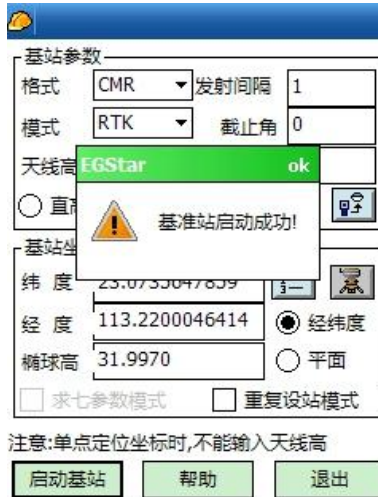 基站参数
格式 CMR 发射间隔 1
模式 RTK 截止角 0
天线高
EGStar ok
直
基准站启动成功!
基站坐
纬 度
经 度 113.2200046414 经纬度
椭球高 31.9970 平面
求七参数模式 重复设站模式
注意:单点定位坐标时,不能输入天线高
启动基站 帮助 退出